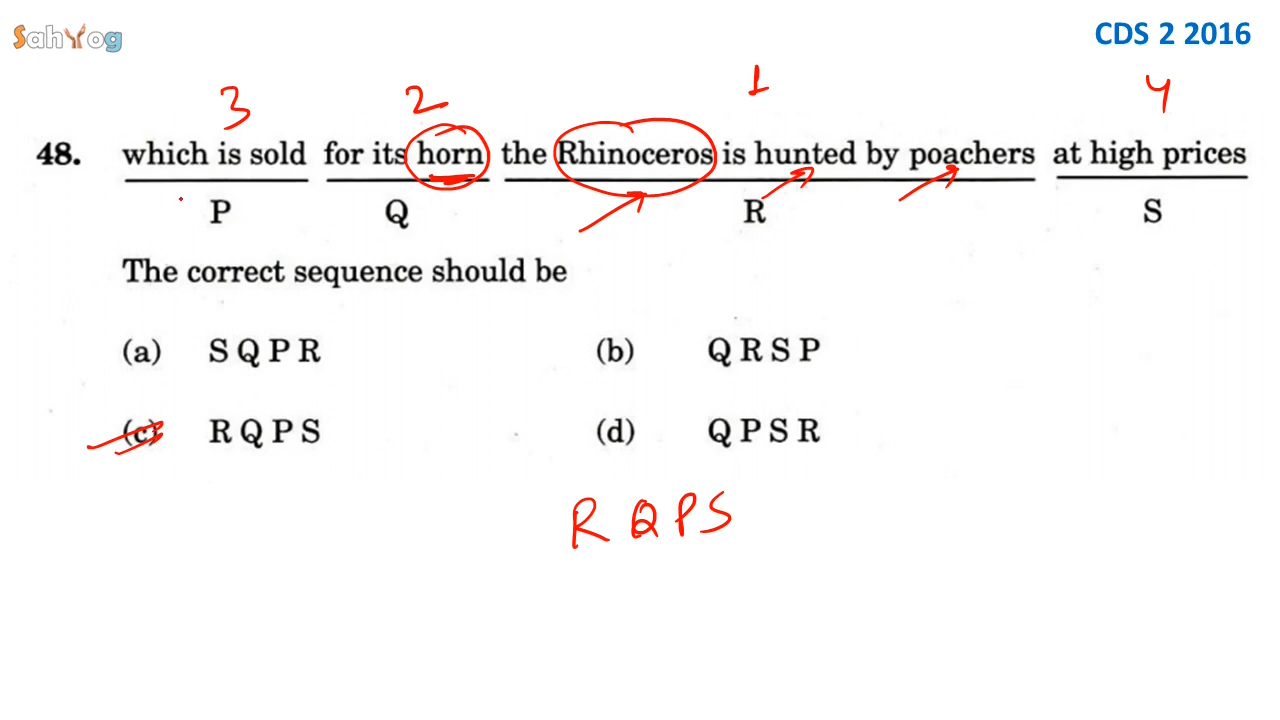 SahYog
CDS 2 2016
3 2 1 4
48. which is sold for its horn the Rhinoceros is hunted by poachers at high prices
P Q R S
The correct sequence should be
(a) S Q P R (b) Q R S P
(c) R Q P S (d) Q P S R
R Q P S